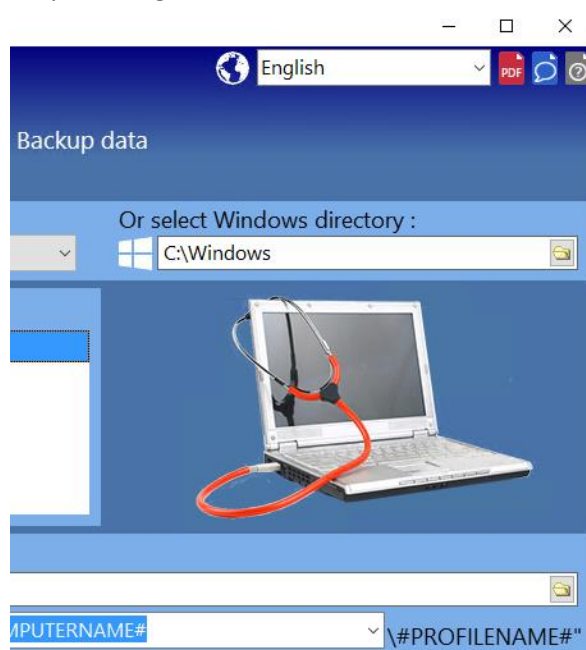 English
PDF
?
Backup data
Or select Windows directory :
C:\Windows
MPUTERNAME#
\#PROFILENAME#"